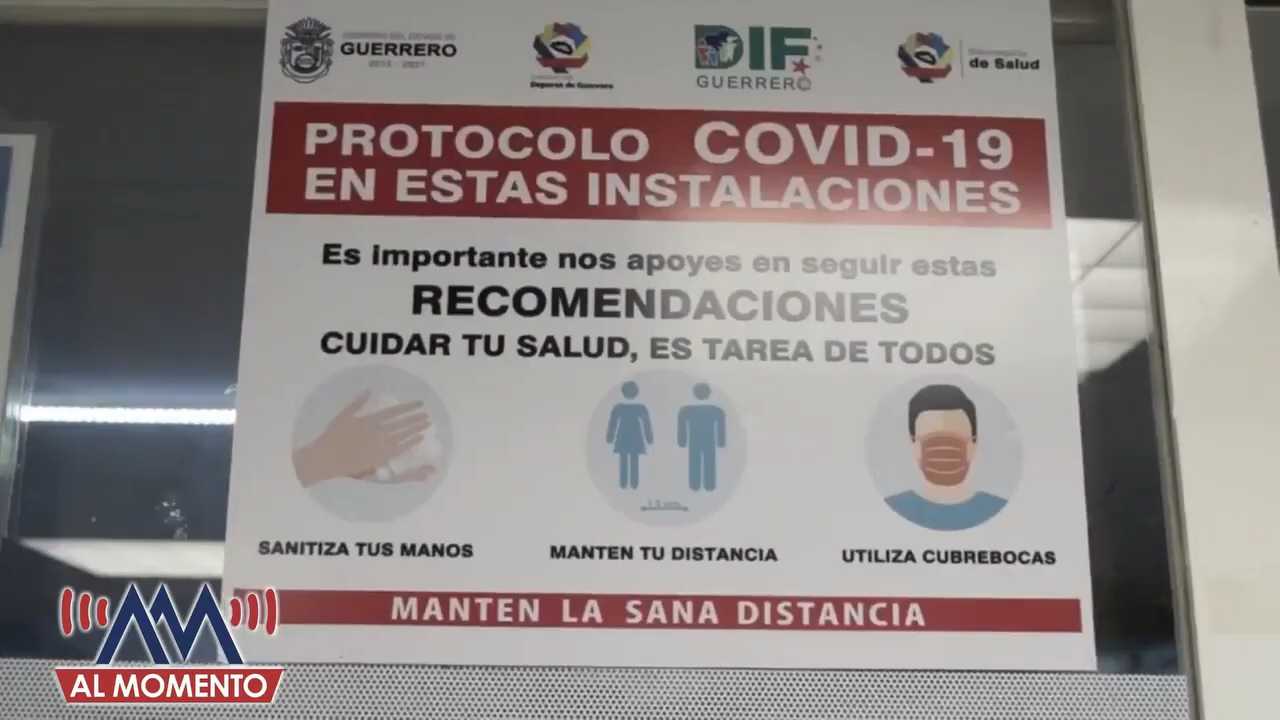 GOBIERNO DEL ESTADO DE
GUERRERO
2015 - 2021
Deporte de Guerrero
DIF
GUERRERO
de Salud
PROTOCOLO COVID-19
EN ESTAS INSTALACIONES
Es importante nos apoyes en seguir estas
RECOMENDACIONES
CUIDAR TU SALUD, ES TAREA DE TODOS
SANITIZA TUS MANOS
MANTEN TU DISTANCIA
UTILIZA CUBREBOCAS
MANTEN LA SANA DISTANCIA
AL MOMENTO